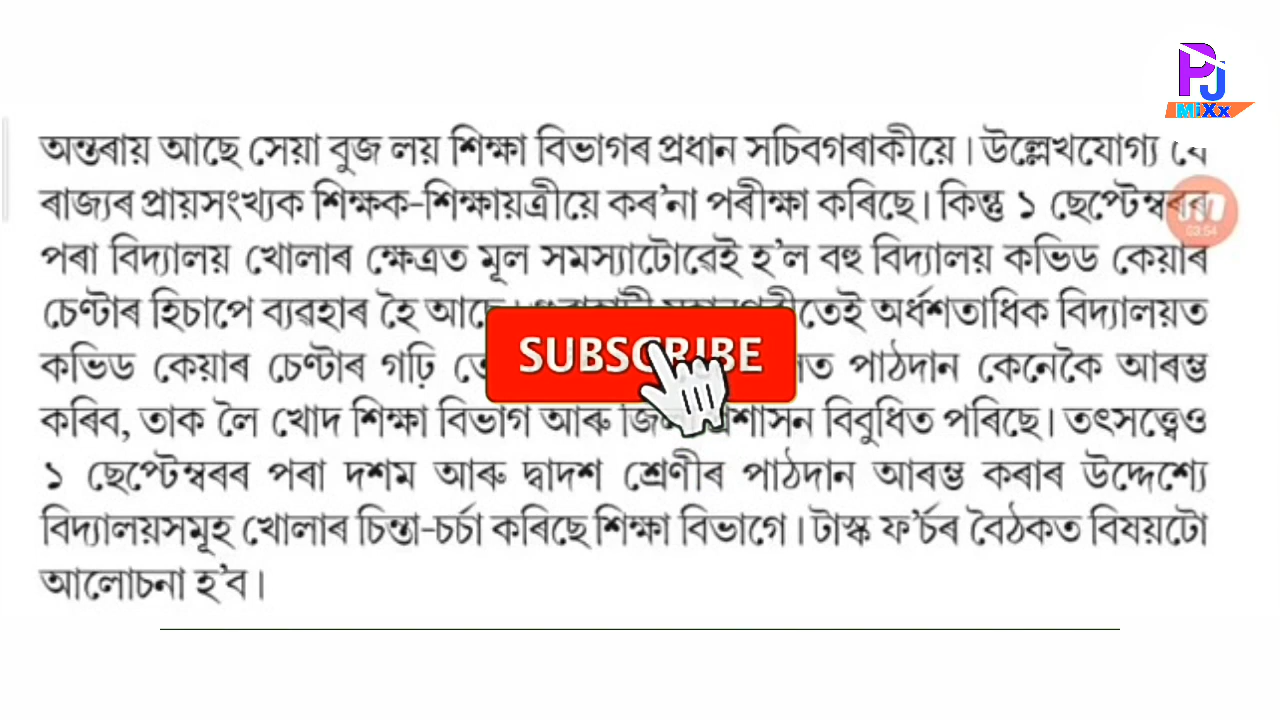 PJ
MiXx
অন্তৰায় আছে সেয়া বুজ লয় শিক্ষা বিভাগৰ প্ৰধান সচিবগৰাকীয়ে। উল্লেখযোগ্য যে
ৰাজ্যৰ প্ৰায়সংখ্যক শিক্ষক-শিক্ষায়ত্ৰীয়ে কৰ'না পৰীক্ষা কৰিছে। কিন্তু ১ ছেপ্টেম্বৰৰ
03:54
পৰা বিদ্যালয় খোলাৰ ক্ষেত্ৰত মূল সমস্যাটোৱেই হ'ল বহু বিদ্যালয় কভিড কেয়াৰ
চেণ্টাৰ হিচাপে ব্যৱহাৰ হৈ আছে। অৰ্ধশতাধিক বিদ্যালয়ত
SUBSCRIBE
কভিড কেয়াৰ চেণ্টাৰ গঢ়ি পাঠদান কেনেকৈ আৰম্ভ
কৰিব, তাক লৈ খোদ শিক্ষা বিভাগ আৰু বিবুধিত পৰিছে। তৎসত্ত্বেও
১ ছেপ্টেম্বৰৰ পৰা দশম আৰু দ্বাদশ শ্ৰেণীৰ পাঠদান আৰম্ভ কৰাৰ উদ্দেশ্যে
বিদ্যালয়সমূহ খোলাৰ চিন্তা-চৰ্চা কৰিছে শিক্ষা বিভাগে। টাস্ক ফ'ৰ্চৰ বৈঠকত বিষয়টো
আলোচনা হ'ব।